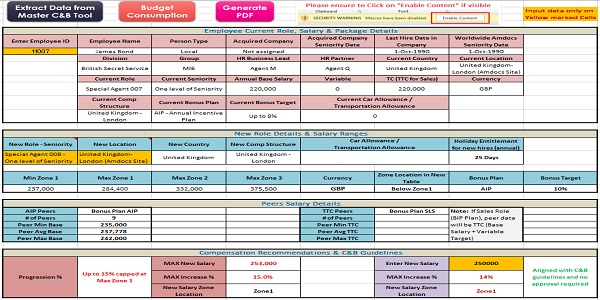 Extract Data from
Master C&B Tool
Budget
Consumption
Generate
PDF
Please ensure to Click on "Enable Content" if visible
Clipboard Font
SECURITY WARNING Macros have been disabled. Enable Content
Input data only on
Yellow marked Cells
Employee Current Role, Salary & Package Details
Enter Employee ID Employee Name Person Type Acquired Company Acquired Company Seniority Date Last Hire Date in Company Worldwide Amdocs Seniority Date
11007 James Bond Local Not assigned 1-Oct-1990 1-Oct-1990
Division Group HR Business Lead HR Partner Current Country Current Location
British Secret Service MI6 Agent M Agent Q United Kingdom United Kingdom-London (Amdocs Site)
Current Role Current Seniority Annual Base Salary Variable TC (TTC for Sales) Currency
Special Agent 007 One level of Seniority 220,000 0 220,000 GBP
Current Comp Structure Current Bonus Plan Current Bonus Target Current Car Allowance / Transportation Allowance
United Kingdom - London AIP - Annual Incentive Plan Up to 8% 0
New Role Details & Salary Ranges
New Role - Seniority New Location New Country New Comp Structure Car Allowance / Transportation Allowance Holiday Entitlement for new hires (annual)
Special Agent 008 - One level of Seniority United Kingdom-London (Amdocs Site) United Kingdom United Kingdom - London 25 Days
Min Zone 1 Max Zone 1 Max Zone 2 Max Zone 3 Currency Zone Location in New Table Bonus Plan Bonus Target
237,000 284,400 332,000 375,500 GBP Below Zone1 AIP 10%
Peers Salary Details
AIP Peers Bonus Plan AIP TTC Peers Bonus Plan SLS
# of Peers 9 # of Peers
Peer Min Base 235,000 Peer Min TTC
Peer Avg Base 237,778 Peer Avg TTC
Peer Max Base 242,000 Peer Max TTC
Note: If Sales Role
(BIP Plan), peer data
will be TTC (Base
Salary + Variable
Target)
Compensation Recommendations & C&B Guidelines
Progression %
Up to 15% capped at
Max Zone 1
MAX New Salary 253,000 Enter New Salary 250000
MAX Increase % 15.0% MAX Increase % 14%
New Salary Zone Location Zone1 New Salary Zone Location Zone1
Aligned with C&B
guidelines and no
approval required